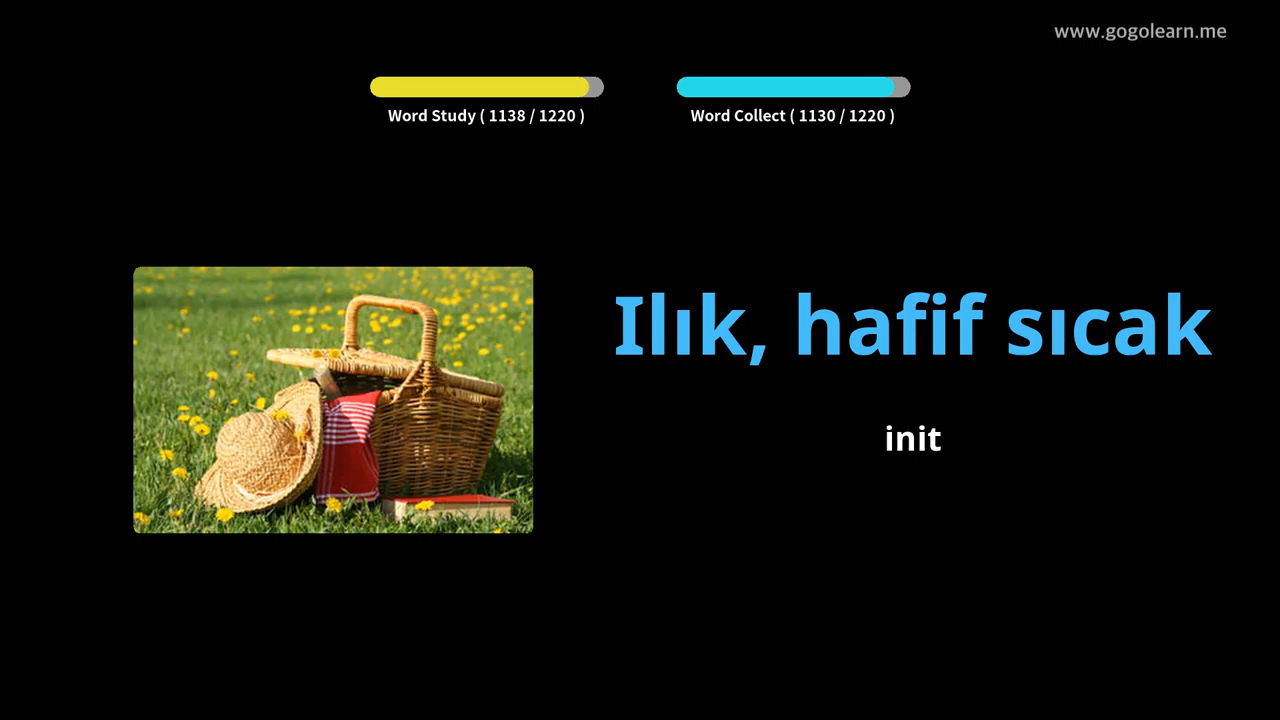 www.gogolearn.me
Word Study ( 1138 / 1220 )
Word Collect ( 1130 / 1220 )
Ilık, hafif sıcak
init